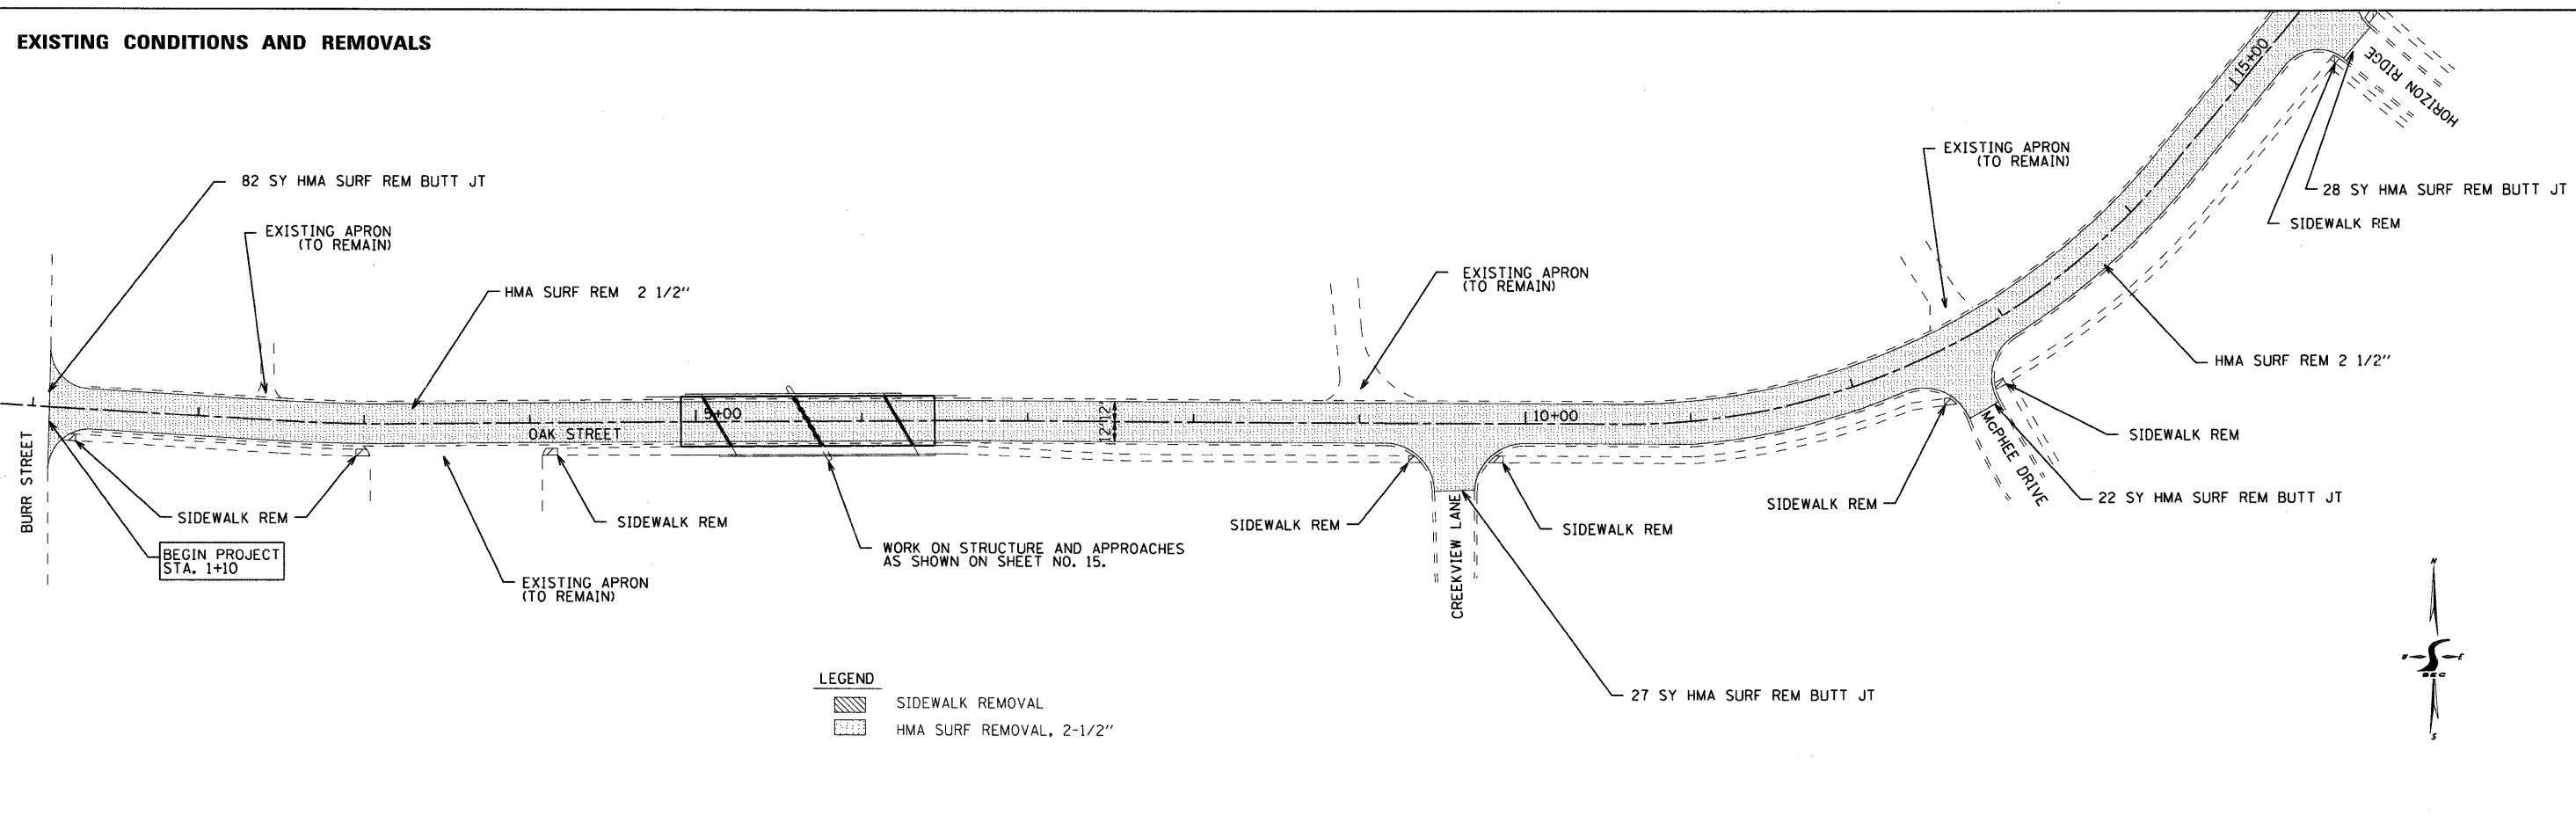 EXISTING CONDITIONS AND REMOVALS
15+00
HORIZON RIDGE
EXISTING APRON
(TO REMAIN)
82 SY HMA SURF REM BUTT JT
28 SY HMA SURF REM BUTT JT
SIDEWALK REM
EXISTING APRON
(TO REMAIN)
EXISTING APRON
(TO REMAIN)
HMA SURF REM 2 1/2"
HMA SURF REM 2 1/2"
5+00
12'
12'
10+00
OAK STREET
BURR STREET
McPHEE DRIVE
SIDEWALK REM
22 SY HMA SURF REM BUTT JT
SIDEWALK REM
SIDEWALK REM
SIDEWALK REM
SIDEWALK REM
SIDEWALK REM
CREEKVIEW LANE
BEGIN PROJECT
STA. 1+10
WORK ON STRUCTURE AND APPROACHES
AS SHOWN ON SHEET NO. 15.
EXISTING APRON
(TO REMAIN)
N
W
E
SEC
S
LEGEND
SIDEWALK REMOVAL
HMA SURF REMOVAL, 2-1/2"
27 SY HMA SURF REM BUTT JT